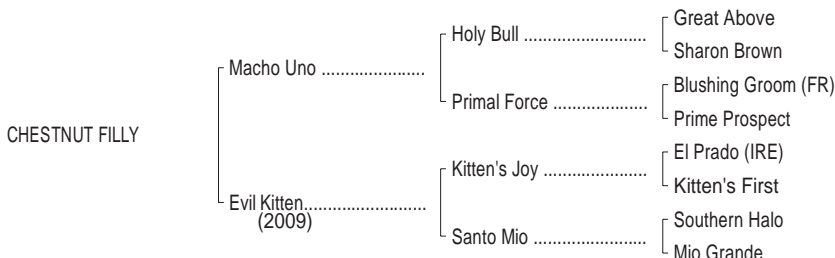 Great Above
Holy Bull ..........................
Sharon Brown
Macho Uno ......................
Blushing Groom (FR)
Primal Force ....................
Prime Prospect
CHESTNUT FILLY
El Prado (IRE)
Kitten's Joy ......................
Kitten's First
Evil Kitten..........................
(2009)
Southern Halo
Santo Mio ........................
Mio Grande